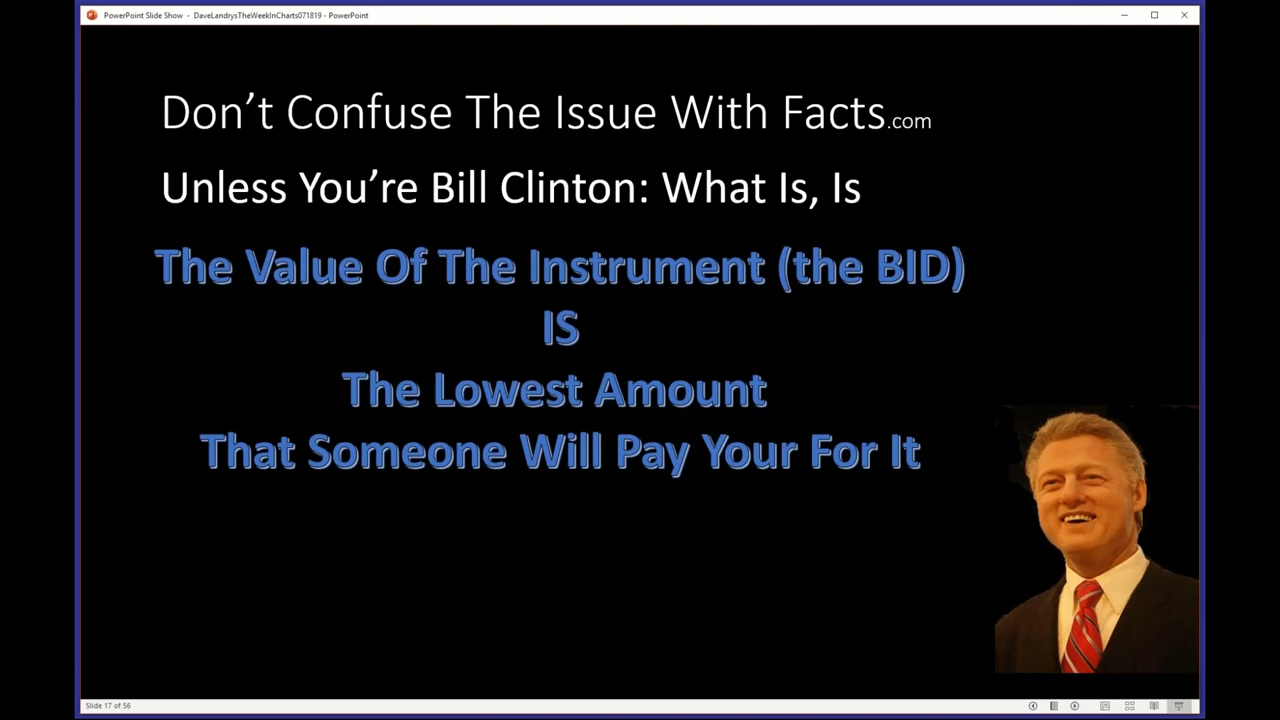 PowerPoint Slide Show - DaveLandrysTheWeekInCharts071819 - PowerPoint
Don't Confuse The Issue With Facts.com
Unless You're Bill Clinton: What Is, Is
The Value Of The Instrument (the BID)
IS
The Lowest Amount
That Someone Will Pay Your For It
Slide 17 of 56